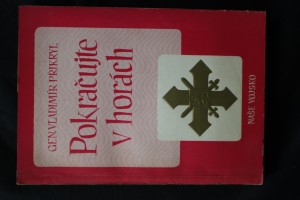 GEN. VLADIMÍR PŘIKRYL
Pokračujte
v horách
NAŠE VOJSKO